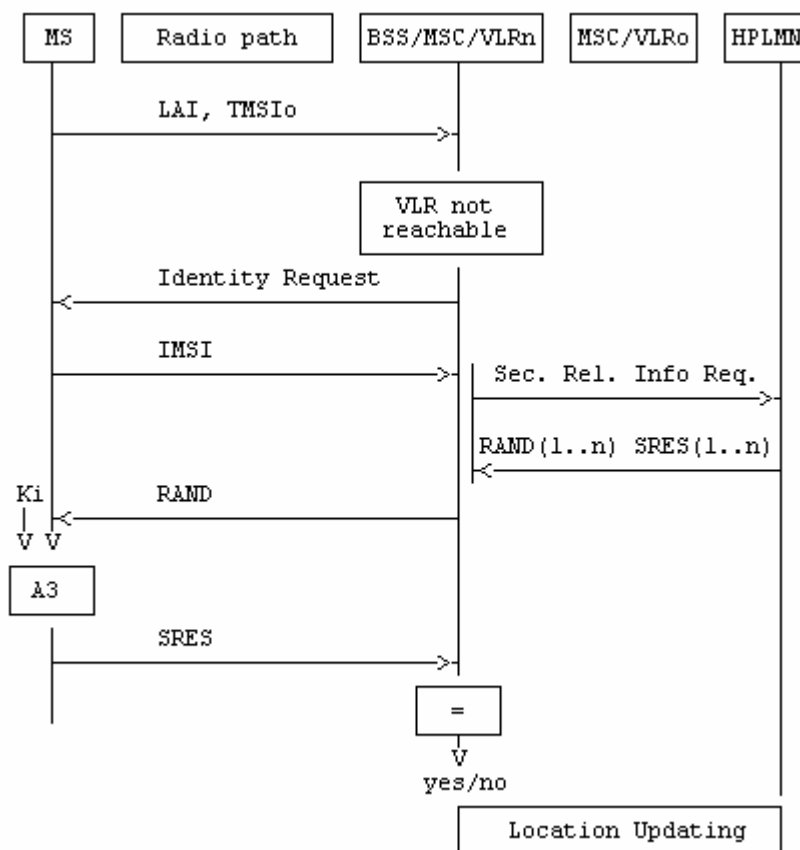 MS Radio path BSS/MSC/VLRn MSC/VLRo HPLMN
LAI, TMSIo
VLR not
reachable
Identity Request
IMSI
Sec. Rel. Info Req.
RAND(1..n) SRES(1..n)
Ki RAND
A3
SRES
=
yes/no
Location Updating